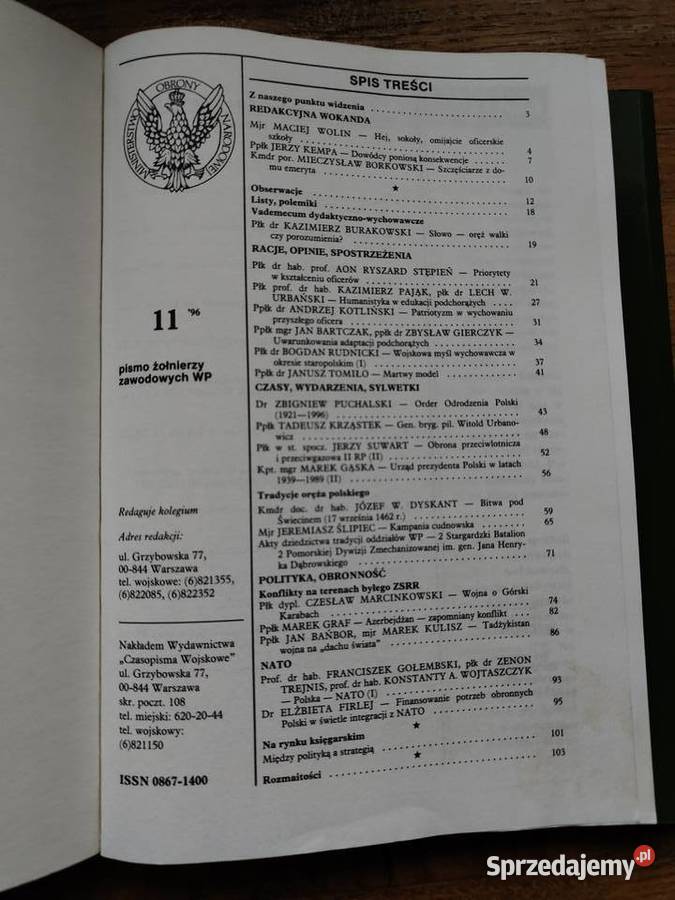 MINISTERSTWO OBRONY NARODOWEJ
11 '96
pismo żołnierzy
zawodowych WP
Redaguje kolegium
Adres redakcji:
ul. Grzybowska 77,
00-844 Warszawa
tel. wojskowe: (6)821355,
(6)822085, (6)822352
Nakładem Wydawnictwa
„Czasopisma Wojskowe"
ul. Grzybowska 77,
00-844 Warszawa
skr. poczt. 108
tel. miejski: 620-20-44
tel. wojskowy:
(6)821150
ISSN 0867-1400
SPIS TREŚCI
Z naszego punktu widzenia 3
REDAKCYJNA WOKANDA
Mjr MACIEJ WOLIN — Hej, sokoły, omijajcie oficerskie
szkoły 4
Ppłk JERZY KEMPA — Dowódcy poniosą konsekwencje 7
Kmdr por. MIECZYSŁAW BORKOWSKI — Szczęściarze z do-
mu emeryta 10
★
Obserwacje 12
Listy, polemiki 18
Vademecum dydaktyczno-wychowawcze
Płk dr KAZIMIERZ BURAKOWSKI — Słowo — oręż walki
czy porozumienia? 19
RACJE, OPINIE, SPOSTRZEŻENIA
Płk dr hab. prof. AON RYSZARD STĘPIEŃ — Priorytety
w kształceniu oficerów 21
Płk prof. dr hab. KAZIMIERZ PAJĄK, płk dr LECH W.
URBAŃSKI — Humanistyka w edukacji podchorążych 27
Ppłk dr ANDRZEJ KOTLIŃSKI — Patriotyzm w wychowaniu
przyszłego oficera 31
Ppłk mgr JAN BARTCZAK, ppłk dr ZBYSŁAW GIERCZYK —
Uwarunkowania adaptacji podchorążych 34
Płk dr BOGDAN RUDNICKI — Wojskowa myśl wychowawcza w
okresie staropolskim (I) 37
Ppłk dr JANUSZ TOMIŁO — Martwy model 41
CZASY, WYDARZENIA, SYLWETKI
Dr ZBIGNIEW PUCHALSKI — Order Odrodzenia Polski
(1921—1996) 43
Ppłk TADEUSZ KRZĄSTEK — Gen. bryg. pil. Witold Urbano-
wicz 48
Płk w st. spocz. JERZY SUWART — Obrona przeciwlotnicza
i przeciwgazowa II RP (II) 52
Kpt. mgr MAREK GĄSKA — Urząd prezydenta Polski w latach
1939—1989 (II) 56
Tradycje oręża polskiego
Kmdr doc. dr hab. JÓZEF W. DYSKANT — Bitwa pod
Świecinem (17 września 1462 r.) 59
Mjr JEREMIASZ ŚLIPIEC — Kampania cudnowska 65
Akty dziedzictwa tradycji oddziałów WP — 2 Stargardzki Batalion
2 Pomorskiej Dywizji Zmechanizowanej im. gen. Jana Henry-
ka Dąbrowskiego 71
POLITYKA, OBRONNOŚĆ
Konflikty na terenach byłego ZSRR
Płk dypl. CZESŁAW MARCINKOWSKI — Wojna o Górski
Karabach 74
Ppłk MAREK GRAF — Azerbejdżan — zapomniany konflikt 82
Ppłk JAN BAŃBOR, mjr MAREK KULISZ — Tadżykistan
wojna na „dachu świata" 86
NATO
Prof. dr hab. FRANCISZEK GOŁEMBSKI, płk dr ZENON
TREJNIS, prof. dr hab. KONSTANTY A. WOJTASZCZYK
— Polska — NATO (I) 93
Dr ELŻBIETA FIRLEJ — Finansowanie potrzeb obronnych
Polski w świetle integracji z NATO 95
★
Na rynku księgarskim 101
Między polityką a strategią 103
★
Rozmaitości
Sprzedajemy.pl